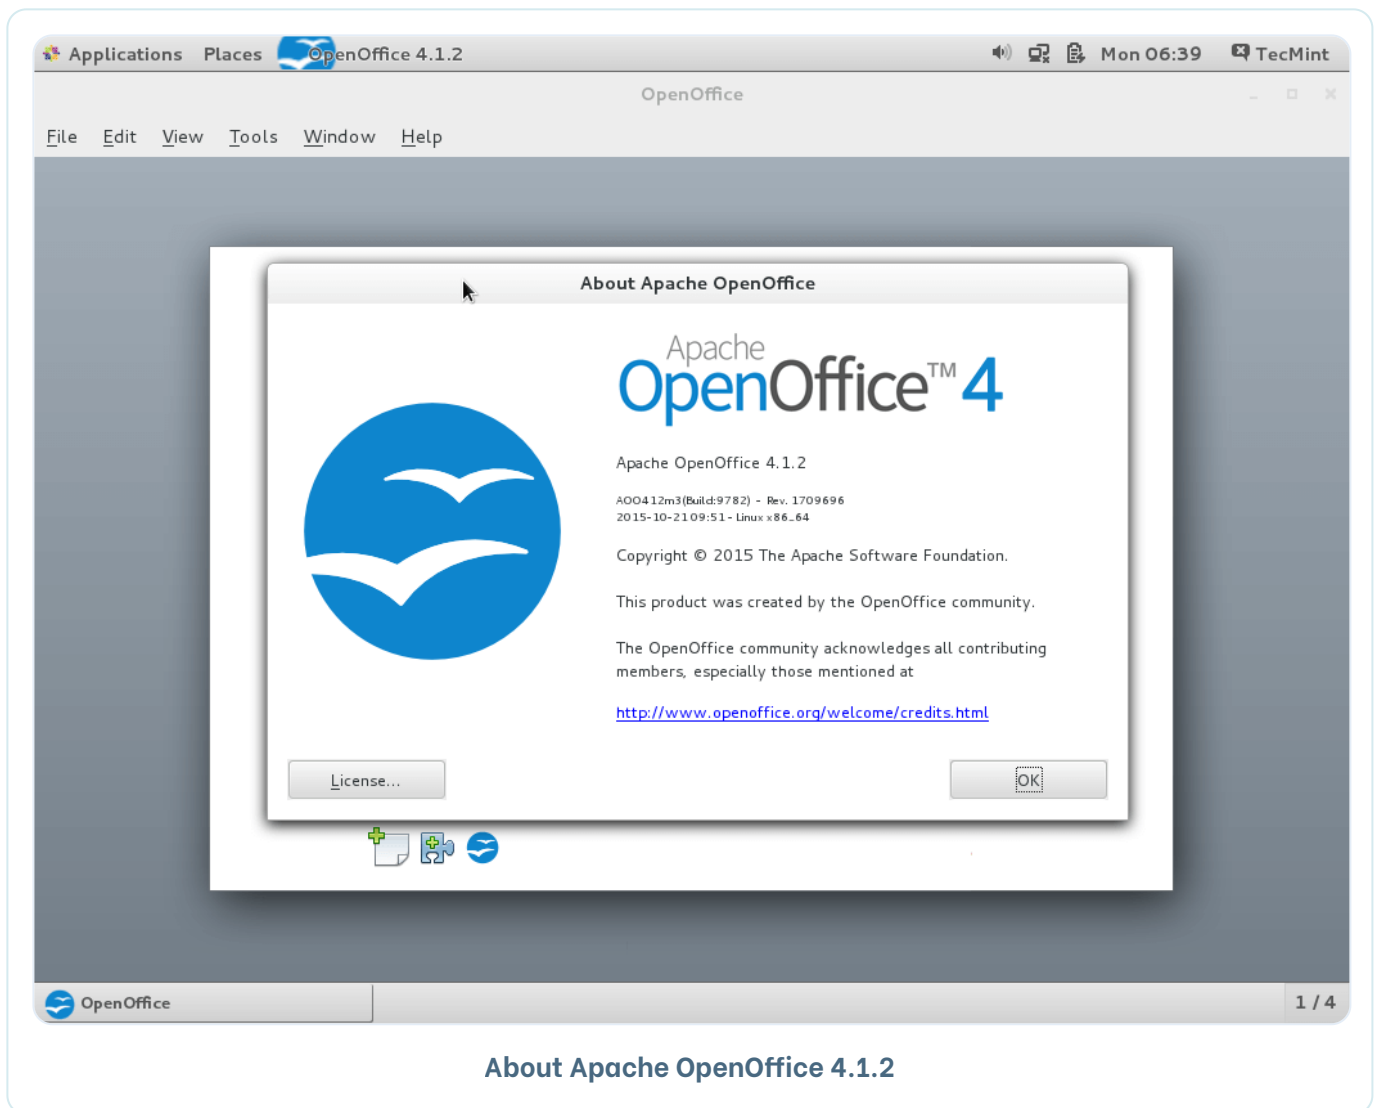 Applications Places OpenOffice 4.1.2 Mon 06:39 TecMint
OpenOffice
File Edit View Tools Window Help
About Apache OpenOffice
Apache
OpenOffice™ 4
Apache OpenOffice 4.1.2
AOO412m3(Build:9782) - Rev. 1709696
2015-10-21 09:51 - Linux x86_64
Copyright © 2015 The Apache Software Foundation.
This product was created by the OpenOffice community.
The OpenOffice community acknowledges all contributing
members, especially those mentioned at
http://www.openoffice.org/welcome/credits.html
License... OK
OpenOffice 1 / 4
About Apache OpenOffice 4.1.2